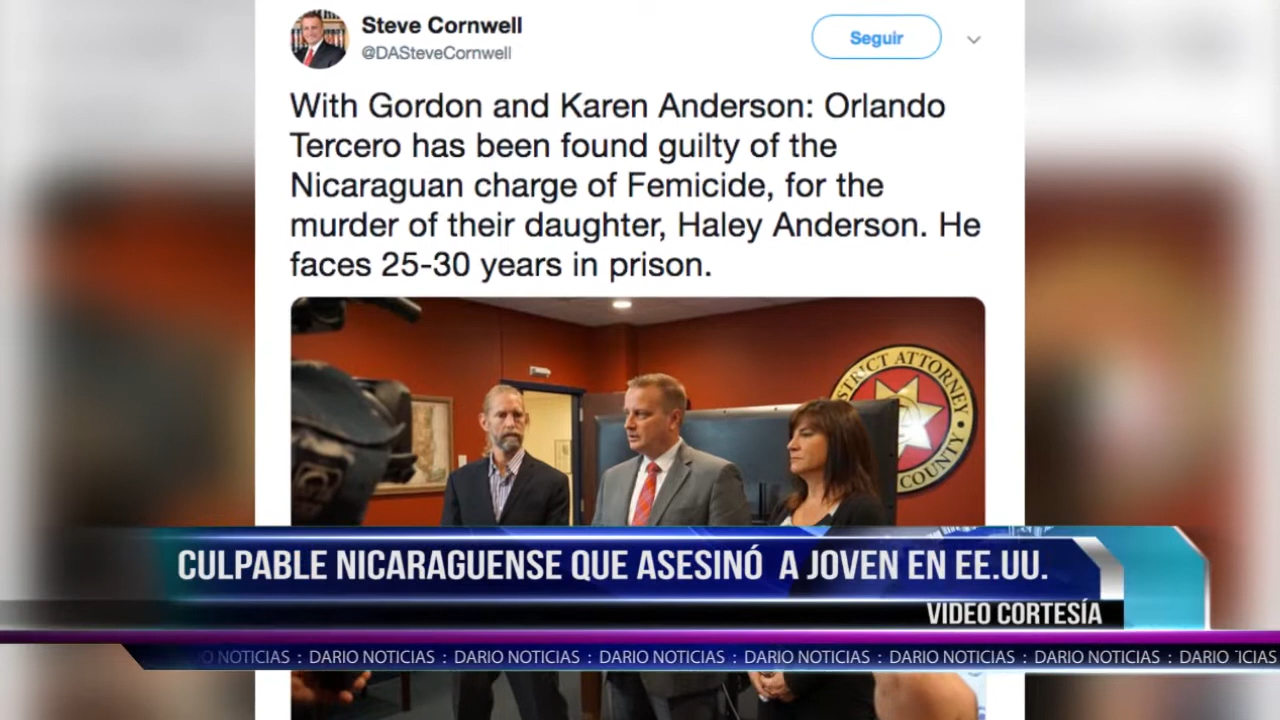 Steve Cornwell
@DASteveCornwell
Seguir
With Gordon and Karen Anderson: Orlando
Tercero has been found guilty of the
Nicaraguan charge of Femicide, for the
murder of their daughter, Haley Anderson. He
faces 25-30 years in prison.
STRICT ATTORNEY
COUNTY
CULPABLE NICARAGUENSE QUE ASESINÓ A JOVEN EN EE.UU.
VIDEO CORTESÍA
O NOTICIAS : DARIO NOTICIAS : DARIO NOTICIAS : DARIO NOTICIAS : DARIO NOTICIAS : DARIO NOTICIAS : DARIO NOTICIAS : DARIO ICIAS